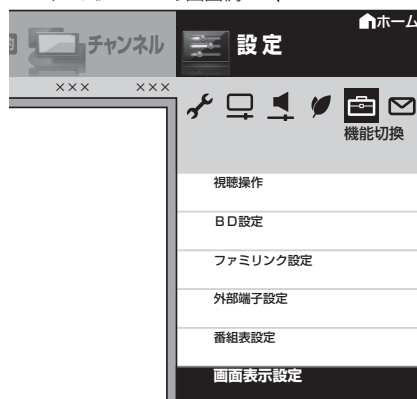 ホーム
チャンネル
設定
××× ×××
機能切換
視聴操作
ＢＤ設定
ファミリンク設定
外部端子設定
番組表設定
画面表示設定